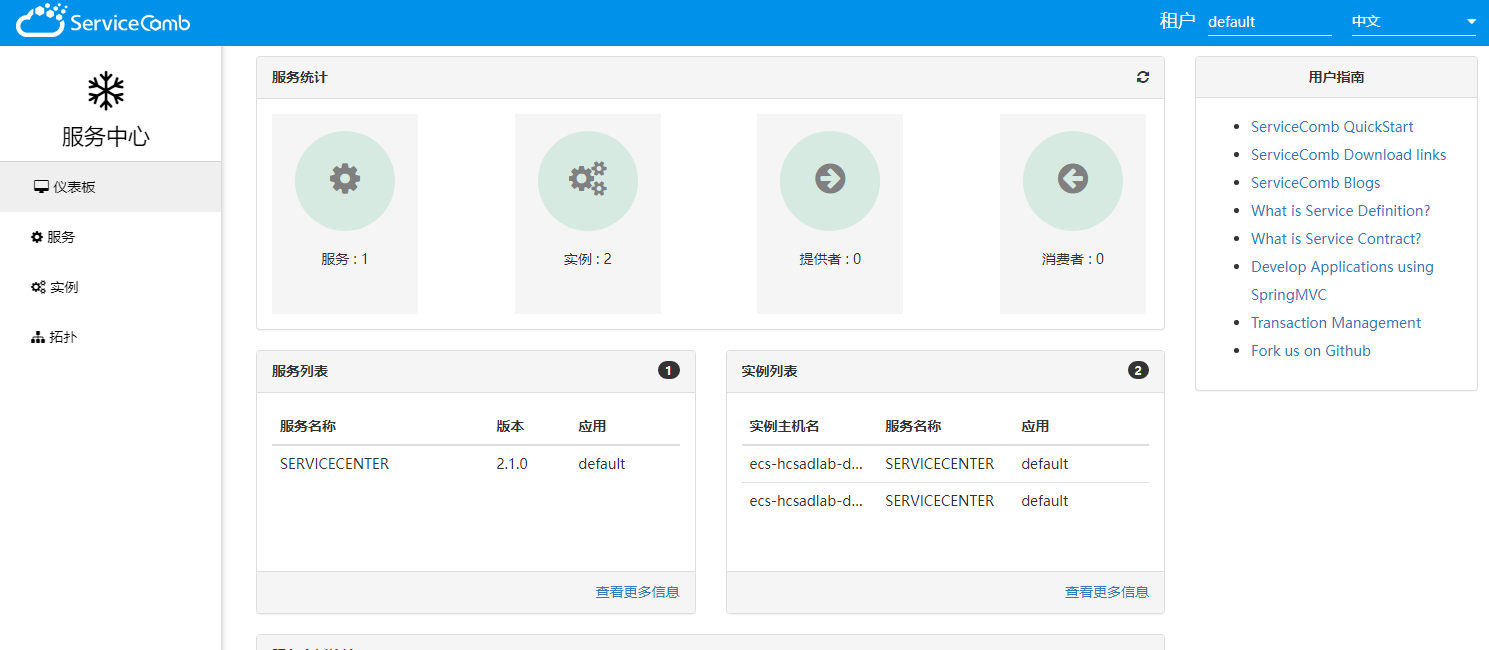 ServiceComb
租户 default 中文
服务中心
仪表板
服务
实例
拓扑
服务统计
服务 : 1
实例 : 2
提供者 : 0
消费者 : 0
服务列表 1
服务名称 版本 应用
SERVICECENTER 2.1.0 default
查看更多信息
实例列表 2
实例主机名 服务名称 应用
ecs-hcsadlab-d... SERVICECENTER default
ecs-hcsadlab-d... SERVICECENTER default
查看更多信息
用户指南
ServiceComb QuickStart
ServiceComb Download links
ServiceComb Blogs
What is Service Definition?
What is Service Contract?
Develop Applications using
SpringMVC
Transaction Management
Fork us on Github